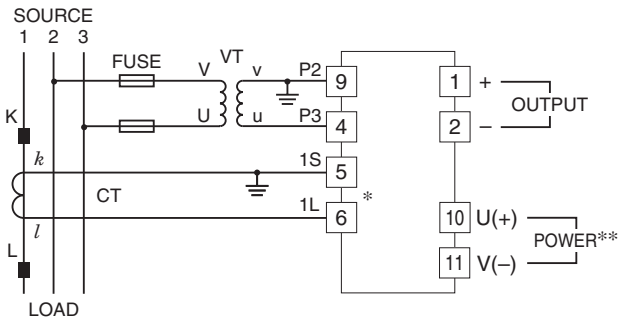 SOURCE
1 2 3
FUSE
VT
V v P2 9
1 +
OUTPUT
K
U u P3 4
2 –
k
1S 5
*
CT
1L 6
10 U(+)
POWER**
l
L
11 V(–)
LOAD